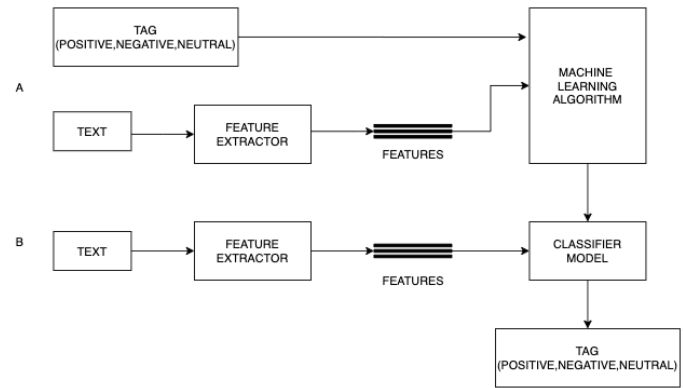 TAG
(POSITIVE,NEGATIVE,NEUTRAL)
MACHINE
LEARNING
ALGORITHM
A
TEXT
FEATURE
EXTRACTOR
FEATURES
B
TEXT
FEATURE
EXTRACTOR
FEATURES
CLASSIFIER
MODEL
TAG
(POSITIVE,NEGATIVE,NEUTRAL)